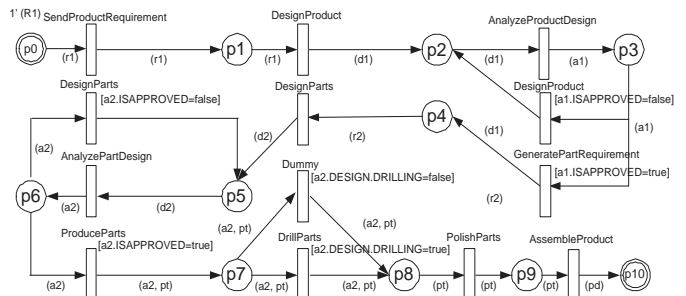 1' (R1)
SendProductRequirement
DesignProduct
AnalyzeProductDesign
p0
p1
p2
p3
(r1)
(r1)
(r1)
(d1)
(d1)
(a1)
DesignParts
[a2.ISAPPROVED=false]
DesignParts
DesignProduct
[a1.ISAPPROVED=false]
p4
(d1)
(a1)
(a2)
(d2)
(r2)
AnalyzePartDesign
Dummy
[a2.DESIGN.DRILLING=false]
GeneratePartRequirement
[a1.ISAPPROVED=true]
p6
p5
(a2)
(d2)
(r2)
(a2, pt)
(a2, pt)
ProduceParts
[a2.ISAPPROVED=true]
DrillParts
[a2.DESIGN.DRILLING=true]
PolishParts
AssembleProduct
p7
p8
p9
p10
(a2)
(a2, pt)
(a2, pt)
(a2, pt)
(pt)
(pt)
(pt)
(pd)